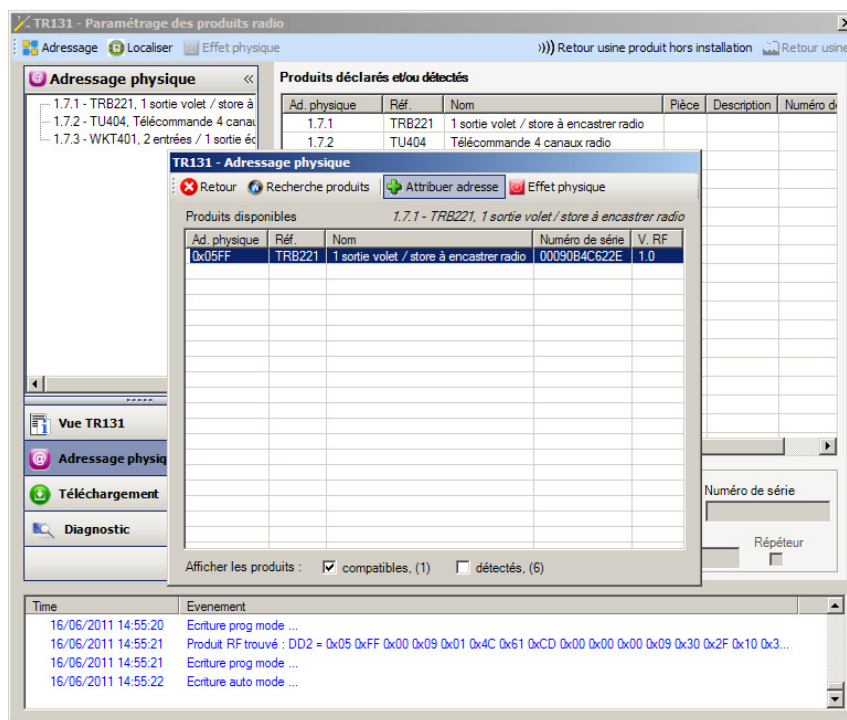 TR131 - Paramétrage des produits radio
Adressage Localiser Effet physique ))) Retour usine produit hors installation Retour usine
Adressage physique «
1.7.1 - TRB221, 1 sortie volet / store à
1.7.2 - TU404, Télécommande 4 canau
1.7.3 - WKT401, 2 entrées / 1 sortie éc
Produits déclarés et/ou détectés
Ad. physique Réf. Nom Pièce Description Numéro d
1.7.1 TRB221 1 sortie volet / store à encastrer radio
1.7.2 TU404 Télécommande 4 canaux radio
TR131 - Adressage physique
Retour Recherche produits Attribuer adresse Effet physique
Produits disponibles 1.7.1 - TRB221, 1 sortie volet / store à encastrer radio
Ad. physique Réf. Nom Numéro de série V. RF
0x05FF TRB221 1 sortie volet / store à encastrer radio 00090B4C622E 1.0
Afficher les produits : compatibles, (1) détectés, (6)
Vue TR131
Adressage physiq
Téléchargement
Diagnostic
Numéro de série
Répéteur
Time Evenement
16/06/2011 14:55:20 Ecriture prog mode ...
16/06/2011 14:55:21 Produit RF trouvé : DD2 = 0x05 0xFF 0x00 0x09 0x01 0x4C 0x61 0xCD 0x00 0x00 0x00 0x09 0x30 0x2F 0x10 0x3...
16/06/2011 14:55:21 Ecriture prog mode ...
16/06/2011 14:55:22 Ecriture auto mode ...